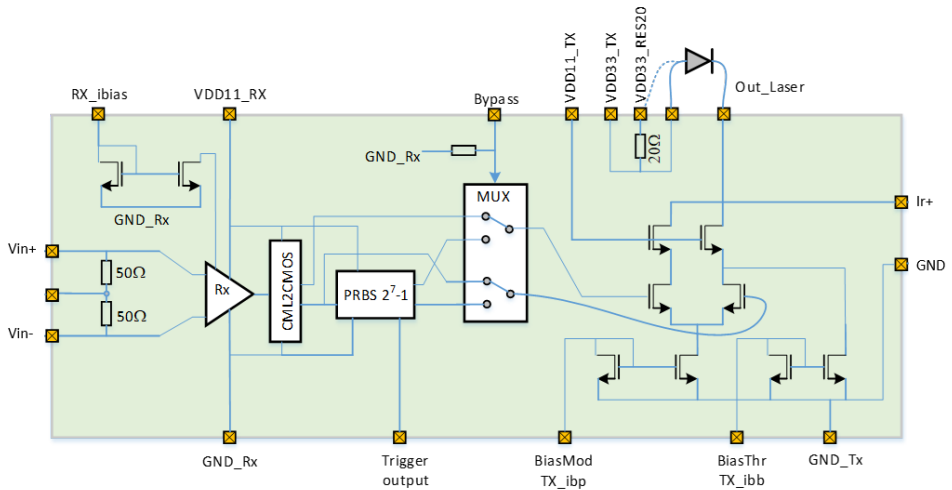 VDD11_TX
VDD33_TX
VDD33_RES20
Out_Laser
RX_ibias
VDD11_RX
Bypass
GND_Rx
20Ω
MUX
GND_Rx
Ir+
Vin+
GND
50Ω
Rx
CML2CMOS
PRBS 2⁷-1
50Ω
Vin-
GND_Rx
Trigger
output
BiasMod
TX_ibp
BiasThr
TX_ibb
GND_Tx